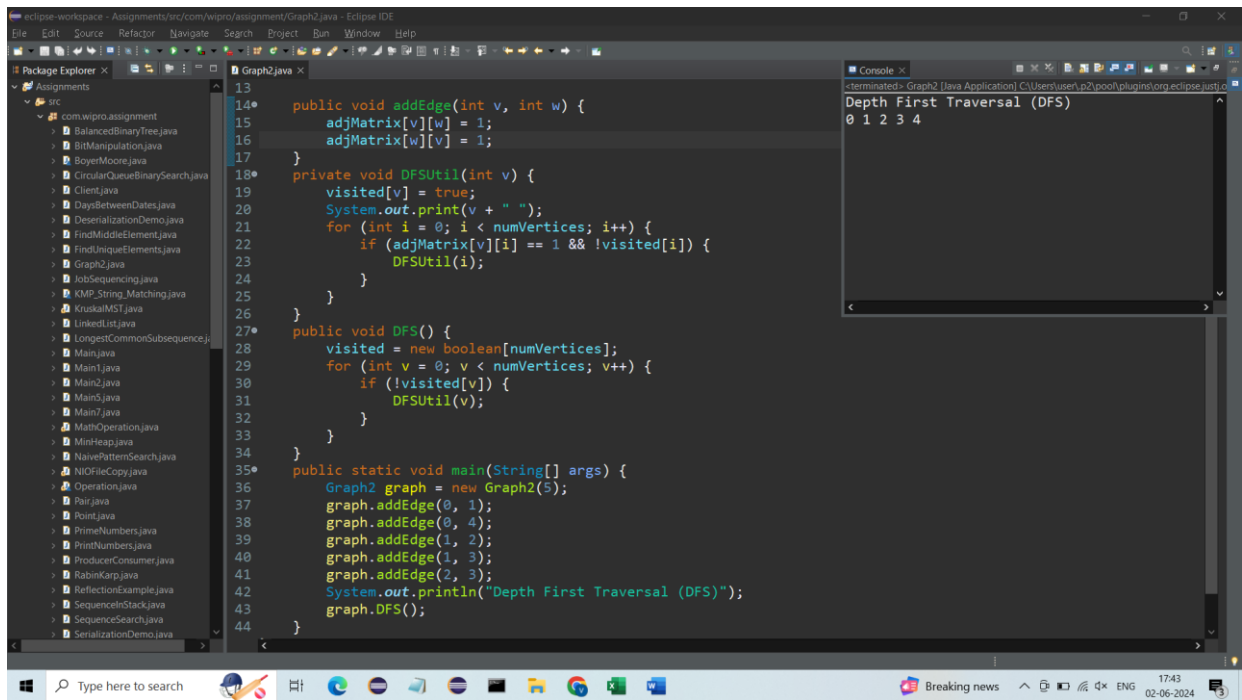 eclipse-workspace - Assignments/src/com/wipro/assignment/Graph2.java - Eclipse IDE
File Edit Source Refactor Navigate Search Project Run Window Help
Package Explorer
Assignments
src
com.wipro.assignment
BalancedBinaryTree.java
BitManipulation.java
BoyerMoore.java
CircularQueueBinarySearch.java
Client.java
DaysBetweenDates.java
DeserializationDemo.java
FindMiddleElement.java
FindUniqueElements.java
Graph2.java
JobSequencing.java
KMP_String_Matching.java
KruskalMST.java
LinkedList.java
LongestCommonSubsequence.ja
Main.java
Main1.java
Main2.java
Main5.java
Main7.java
MathOperation.java
MinHeap.java
NaivePatternSearch.java
NIOFileCopy.java
Operation.java
Pair.java
Point.java
PrimeNumbers.java
PrintNumbers.java
ProducerConsumer.java
RabinKarp.java
ReflectionExample.java
SequenceInStack.java
SequenceSearch.java
SerializationDemo.java
Graph2.java
13
14 public void addEdge(int v, int w) {
15 adjMatrix[v][w] = 1;
16 adjMatrix[w][v] = 1;
17 }
18 private void DFSUtil(int v) {
19 visited[v] = true;
20 System.out.print(v + " ");
21 for (int i = 0; i < numVertices; i++) {
22 if (adjMatrix[v][i] == 1 && !visited[i]) {
23 DFSUtil(i);
24 }
25 }
26 }
27 public void DFS() {
28 visited = new boolean[numVertices];
29 for (int v = 0; v < numVertices; v++) {
30 if (!visited[v]) {
31 DFSUtil(v);
32 }
33 }
34 }
35 public static void main(String[] args) {
36 Graph2 graph = new Graph2(5);
37 graph.addEdge(0, 1);
38 graph.addEdge(0, 4);
39 graph.addEdge(1, 2);
40 graph.addEdge(1, 3);
41 graph.addEdge(2, 3);
42 System.out.println("Depth First Traversal (DFS)");
43 graph.DFS();
44 }
Console
<terminated> Graph2 [Java Application] C:\Users\user\.p2\pool\plugins\org.eclipse.justj.o
Depth First Traversal (DFS)
0 1 2 3 4
Type here to search
Breaking news
ENG
17:43
02-06-2024
3